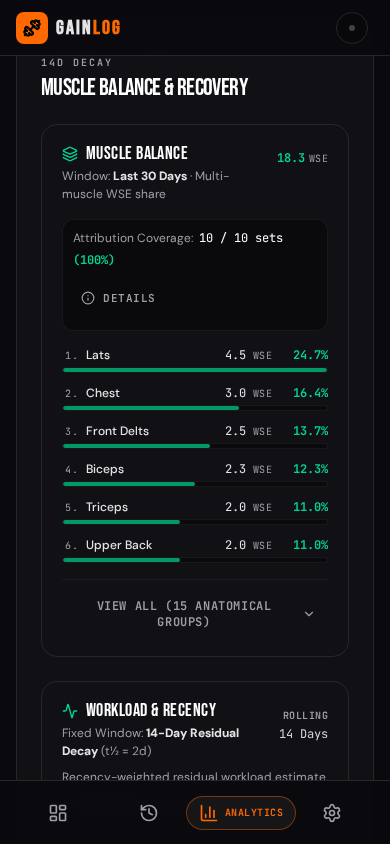 GAINLOG
14D DECAY
MUSCLE BALANCE & RECOVERY
MUSCLE BALANCE
18.3 WSE
Window: Last 30 Days · Multi-
muscle WSE share
Attribution Coverage: 10 / 10 sets
(100%)
DETAILS
1. Lats 4.5 WSE 24.7%
2. Chest 3.0 WSE 16.4%
3. Front Delts 2.5 WSE 13.7%
4. Biceps 2.3 WSE 12.3%
5. Triceps 2.0 WSE 11.0%
6. Upper Back 2.0 WSE 11.0%
VIEW ALL (15 ANATOMICAL
GROUPS)
WORKLOAD & RECENCY
ROLLING
Fixed Window: 14-Day Residual
14 Days
Decay (t½ = 2d)
Recency-weighted residual workload estimate
ANALYTICS